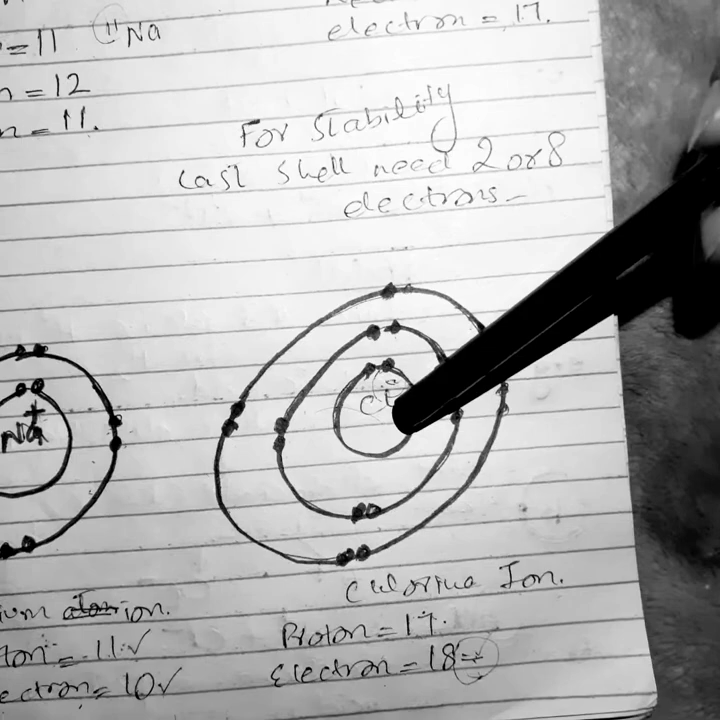 = 11 11Na
electron = 17.
n = 12
n = 11.
For Stability
Last Shell need 2 or 8
electrons-
Cl-
Na+
ium ion.
Chlorine Ion.
ton = 11 ✓
Proton = 17.
ectron = 10 ✓
Electron = 18